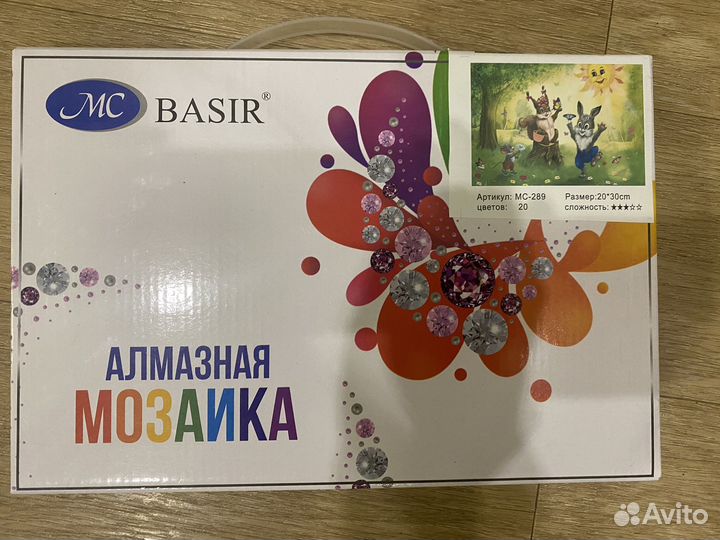 MC BASIR®
Артикул: MC-289 Размер:20*30cm
цветов: 20 сложность:★★★☆☆
АЛМАЗНАЯ
МОЗАИКА
Avito